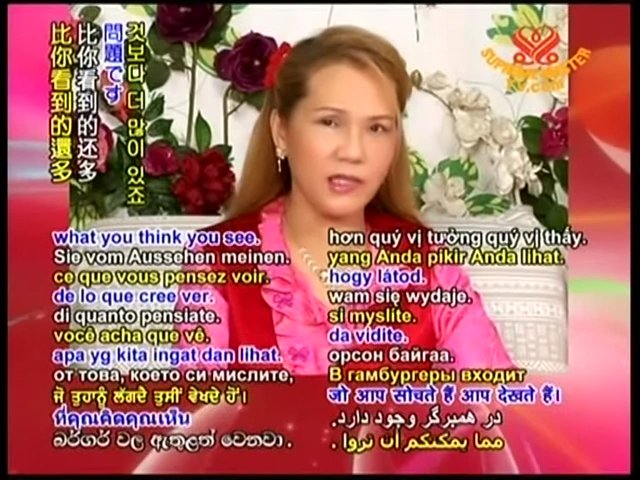 것보다 더 많이 있죠
問題です
比你看到的还多
比你看到的還多
SUPREME MASTER
TV.COM
what you think you see.
Sie vom Aussehen meinen.
ce que vous pensez voir.
de lo que cree ver.
di quanto pensiate.
você acha que vê.
apa yg kita ingat dan lihat.
от това, което си мислите,
ਜੋ ਤੁਹਾਨੂੰ ਲੱਗਦੈ ਤੁਸੀਂ ਵੇਖਦੇ ਹੋਂ।
ที่คุณคิดคุณเห็น
බර්ගර් වල ඇතුළත් වෙනවා .
hơn quý vị tưởng quý vị thấy.
yang Anda pikir Anda lihat.
hogy látod.
wam się wydaje.
si myslite.
da vidite.
орсон байгаа.
В гамбургеры входит
जो आप सोचते हैं आप देखते हैं।
در همبرگر وجود دارد.
مما يمكنكم أن تروا .